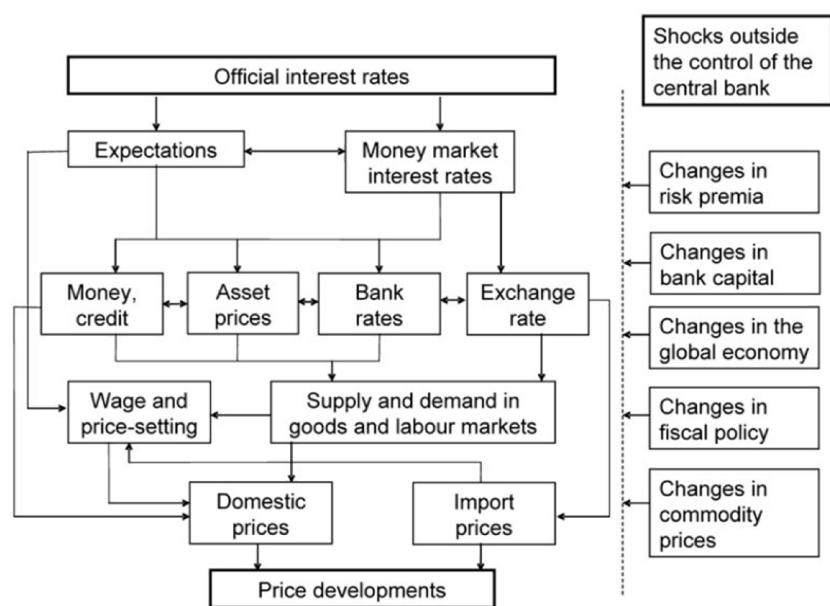 Official interest rates
Shocks outside
the control of the
central bank
Expectations
Money market
interest rates
Changes in
risk premia
Money,
credit
Asset
prices
Bank
rates
Exchange
rate
Changes in
bank capital
Changes in the
global economy
Wage and
price-setting
Supply and demand in
goods and labour markets
Changes in
fiscal policy
Domestic
prices
Import
prices
Changes in
commodity
prices
Price developments